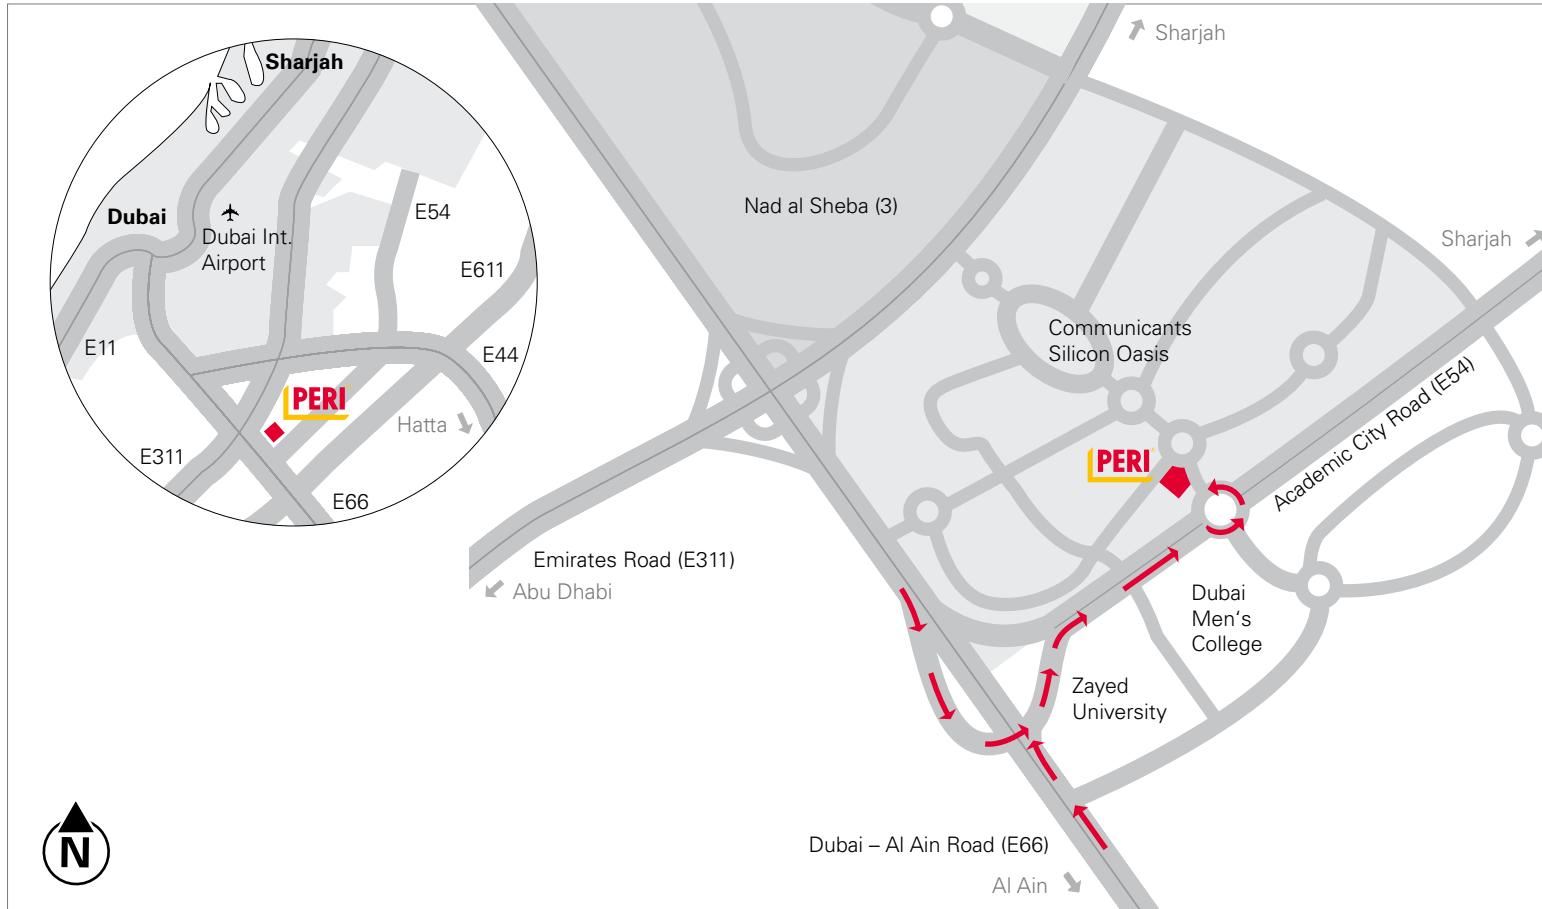 Sharjah
Dubai
Dubai Int.
Airport
E54
E611
E11
E44
PERI
Hatta
E311
E66
N
Sharjah
Nad al Sheba (3)
Sharjah
Communicants
Silicon Oasis
Academic City Road (E54)
PERI
Emirates Road (E311)
Abu Dhabi
Dubai
Men‘s
College
Zayed
University
Dubai – Al Ain Road (E66)
Al Ain